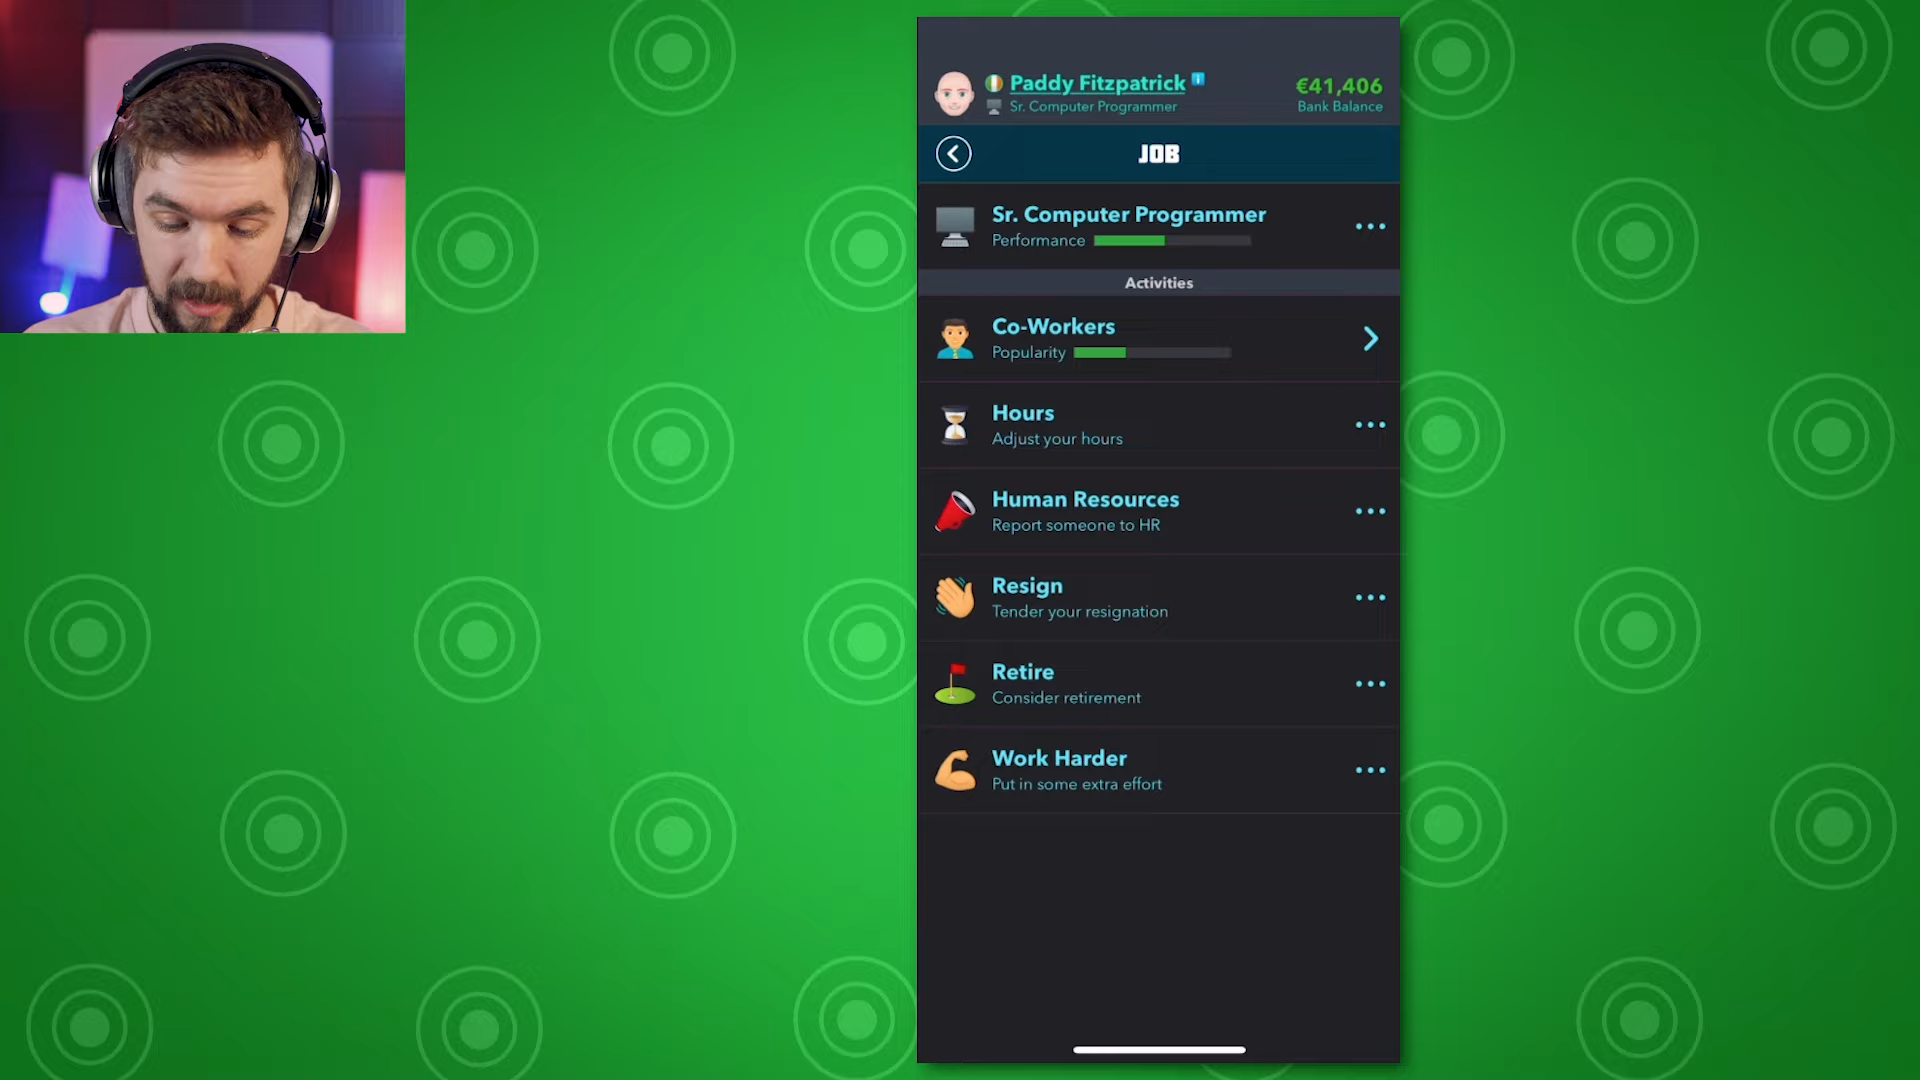 Paddy Fitzpatrick
€41,406
Sr. Computer Programmer
Bank Balance
JOB
Sr. Computer Programmer
Performance
Activities
Co-Workers
Popularity
Hours
Adjust your hours
Human Resources
Report someone to HR
Resign
Tender your resignation
Retire
Consider retirement
Work Harder
Put in some extra effort